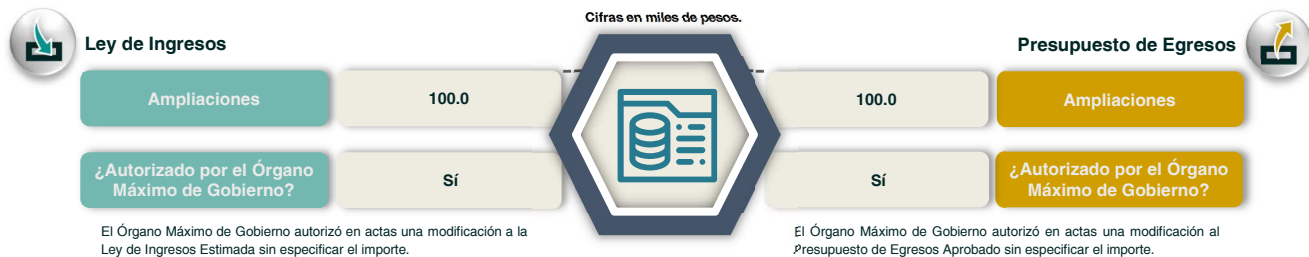 Cifras en miles de pesos.
Ley de Ingresos
Presupuesto de Egresos
Ampliaciones
100.0
100.0
Ampliaciones
¿Autorizado por el Órgano
Máximo de Gobierno?
Sí
Sí
¿Autorizado por el Órgano
Máximo de Gobierno?
El Órgano Máximo de Gobierno autorizó en actas una modificación a la
Ley de Ingresos Estimada sin especificar el importe.
El Órgano Máximo de Gobierno autorizó en actas una modificación al
Presupuesto de Egresos Aprobado sin especificar el importe.